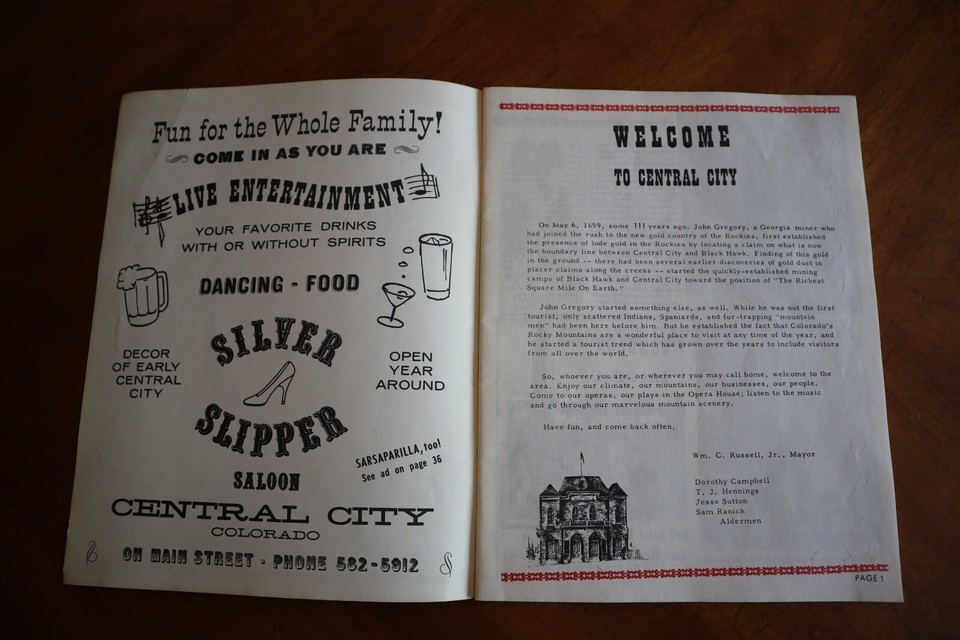 Fun for the Whole Family!
COME IN AS YOU ARE
LIVE ENTERTAINMENT
YOUR FAVORITE DRINKS
WITH OR WITHOUT SPIRITS
DANCING - FOOD
SILVER
DECOR
OF EARLY
CENTRAL
CITY
OPEN
YEAR
AROUND
SLIPPER
SARSAPARILLA, too!
See ad on page 36
SALOON
CENTRAL CITY
COLORADO
ON MAIN STREET · PHONE 582-5912
WELCOME
TO CENTRAL CITY
On May 6, 1859, some 111 years ago, John Gregory, a Georgia miner who
had joined the rush to the new gold country of the Rockies, first established
the presence of lode gold in the Rockies by locating a claim on what is now
the boundary line between Central City and Black Hawk. Finding of this gold
in the ground -- there had been several earlier discoveries of gold dust in
placer claims along the creeks -- started the quickly-established mining
camps of Black Hawk and Central City toward the position of "The Richest
Square Mile On Earth."
John Gregory started something else, as well. While he was not the first
tourist, only scattered Indians, Spaniards, and fur-trapping "mountain
men" had been here before him. But he established the fact that Colorado's
Rocky Mountains are a wonderful place to visit at any time of the year, and
he started a tourist trend which has grown over the years to include visitors
from all over the world.
So, whoever you are, or wherever you may call home, welcome to the
area. Enjoy our climate, our mountains, our businesses, our people.
Come to our operas, our plays in the Opera House; listen to the music
and go through our marvelous mountain scenery.
Have fun, and come back often.
Wm. C. Russell, Jr., Mayor
Dorothy Campbell
T. J. Hennings
Jesse Sutton
Sam Ranick
Aldermen
PAGE 1